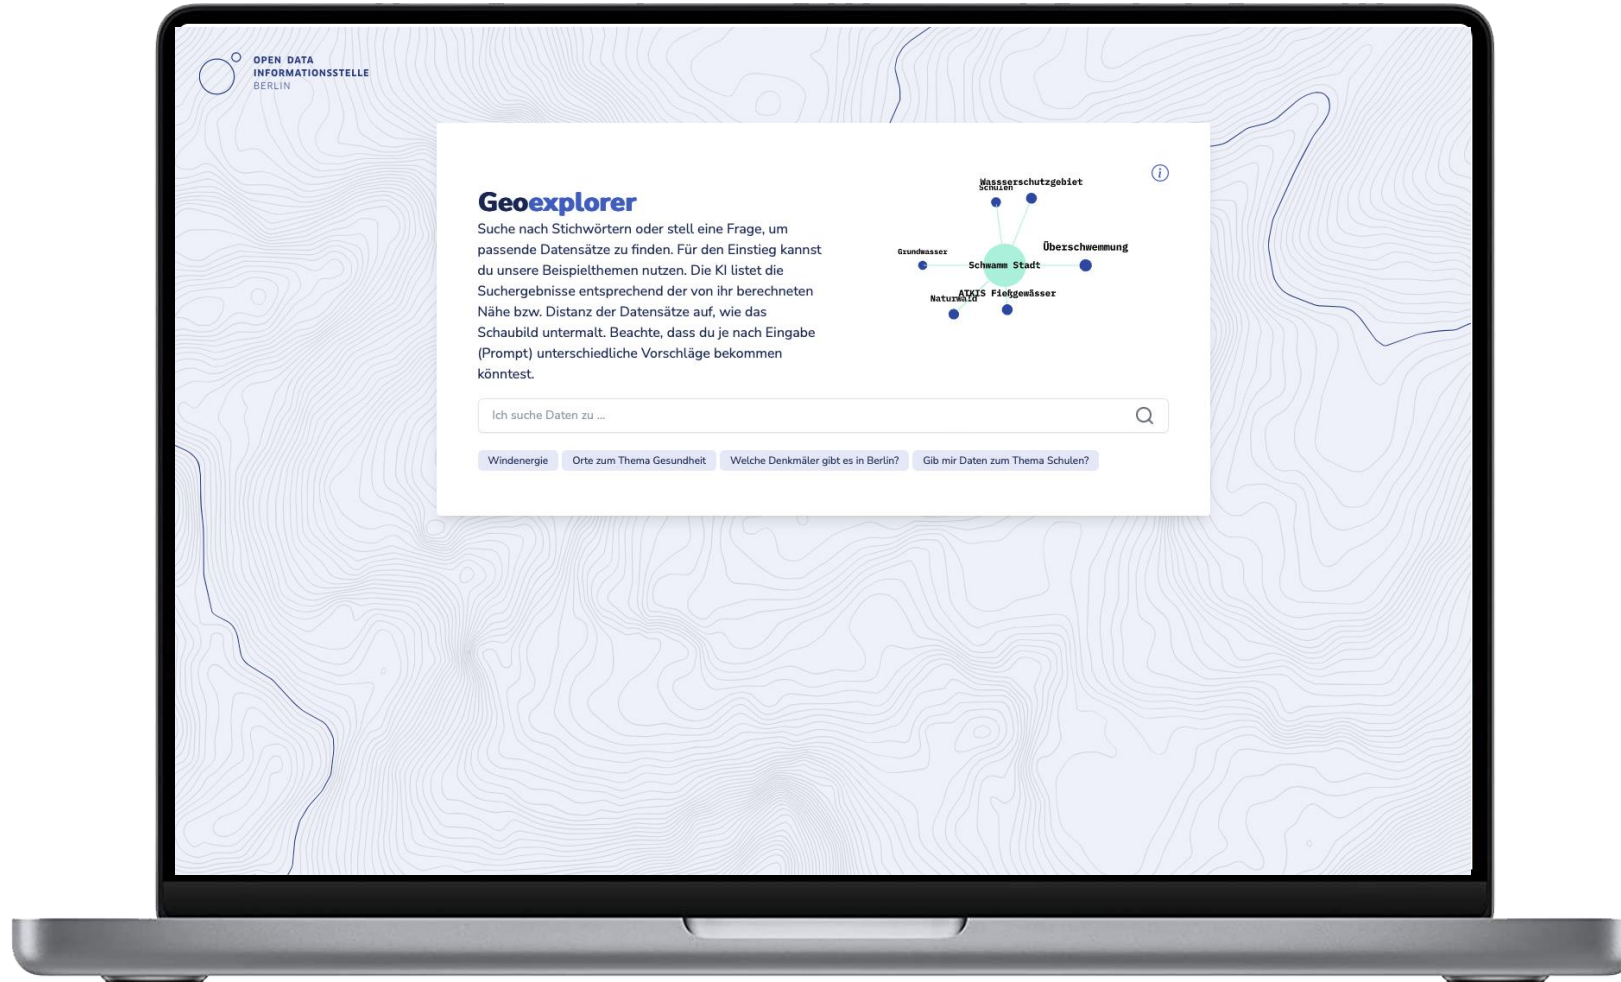 OPEN DATA
INFORMATIONSSTELLE
BERLIN
Geoexplorer
Suche nach Stichwörtern oder stell eine Frage, um
passende Datensätze zu finden. Für den Einstieg kannst
du unsere Beispielthemen nutzen. Die KI listet die
Suchergebnisse entsprechend der von ihr berechneten
Nähe bzw. Distanz der Datensätze auf, wie das
Schaubild untermalt. Beachte, dass du je nach Eingabe
(Prompt) unterschiedliche Vorschläge bekommen
könntest.
Wassserschutzgebiet
Schulen
Überschwemmung
Grundwasser
Schwamm Stadt
ATKIS Fießgewässer
Naturwald
Ich suche Daten zu ...
Windenergie
Orte zum Thema Gesundheit
Welche Denkmäler gibt es in Berlin?
Gib mir Daten zum Thema Schulen?